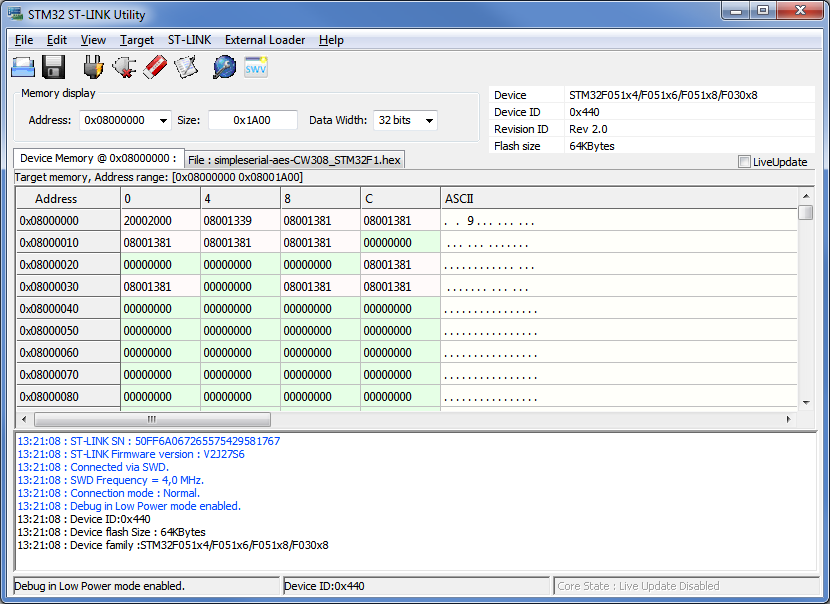 STM32 ST-LINK Utility
File Edit View Target ST-LINK External Loader Help
SWV
Memory display
Address: 0x08000000 Size: 0x1A00 Data Width: 32 bits
Device STM32F051x4/F051x6/F051x8/F030x8
Device ID 0x440
Revision ID Rev 2.0
Flash size 64KBytes
LiveUpdate
Device Memory @ 0x08000000 : File : simpleserial-aes-CW308_STM32F1.hex
Target memory, Address range: [0x08000000 0x08001A00]
Address 0 4 8 C ASCII
0x08000000 20002000 08001339 08001381 08001381 . . 9... ... ...
0x08000010 08001381 08001381 08001381 00000000 ... ... .......
0x08000020 00000000 00000000 00000000 08001381 ............ ...
0x08000030 08001381 00000000 08001381 08001381 ....... ... ...
0x08000040 00000000 00000000 00000000 00000000 ................
0x08000050 00000000 00000000 00000000 00000000 ................
0x08000060 00000000 00000000 00000000 00000000 ................
0x08000070 00000000 00000000 00000000 00000000 ................
0x08000080 00000000 00000000 00000000 00000000 ................
13:21:08 : ST-LINK SN : 50FF6A067265575429581767
13:21:08 : ST-LINK Firmware version : V2J27S6
13:21:08 : Connected via SWD.
13:21:08 : SWD Frequency = 4,0 MHz.
13:21:08 : Connection mode : Normal.
13:21:08 : Debug in Low Power mode enabled.
13:21:08 : Device ID:0x440
13:21:08 : Device flash Size : 64KBytes
13:21:08 : Device family :STM32F051x4/F051x6/F051x8/F030x8
Debug in Low Power mode enabled. Device ID:0x440 Core State : Live Update Disabled